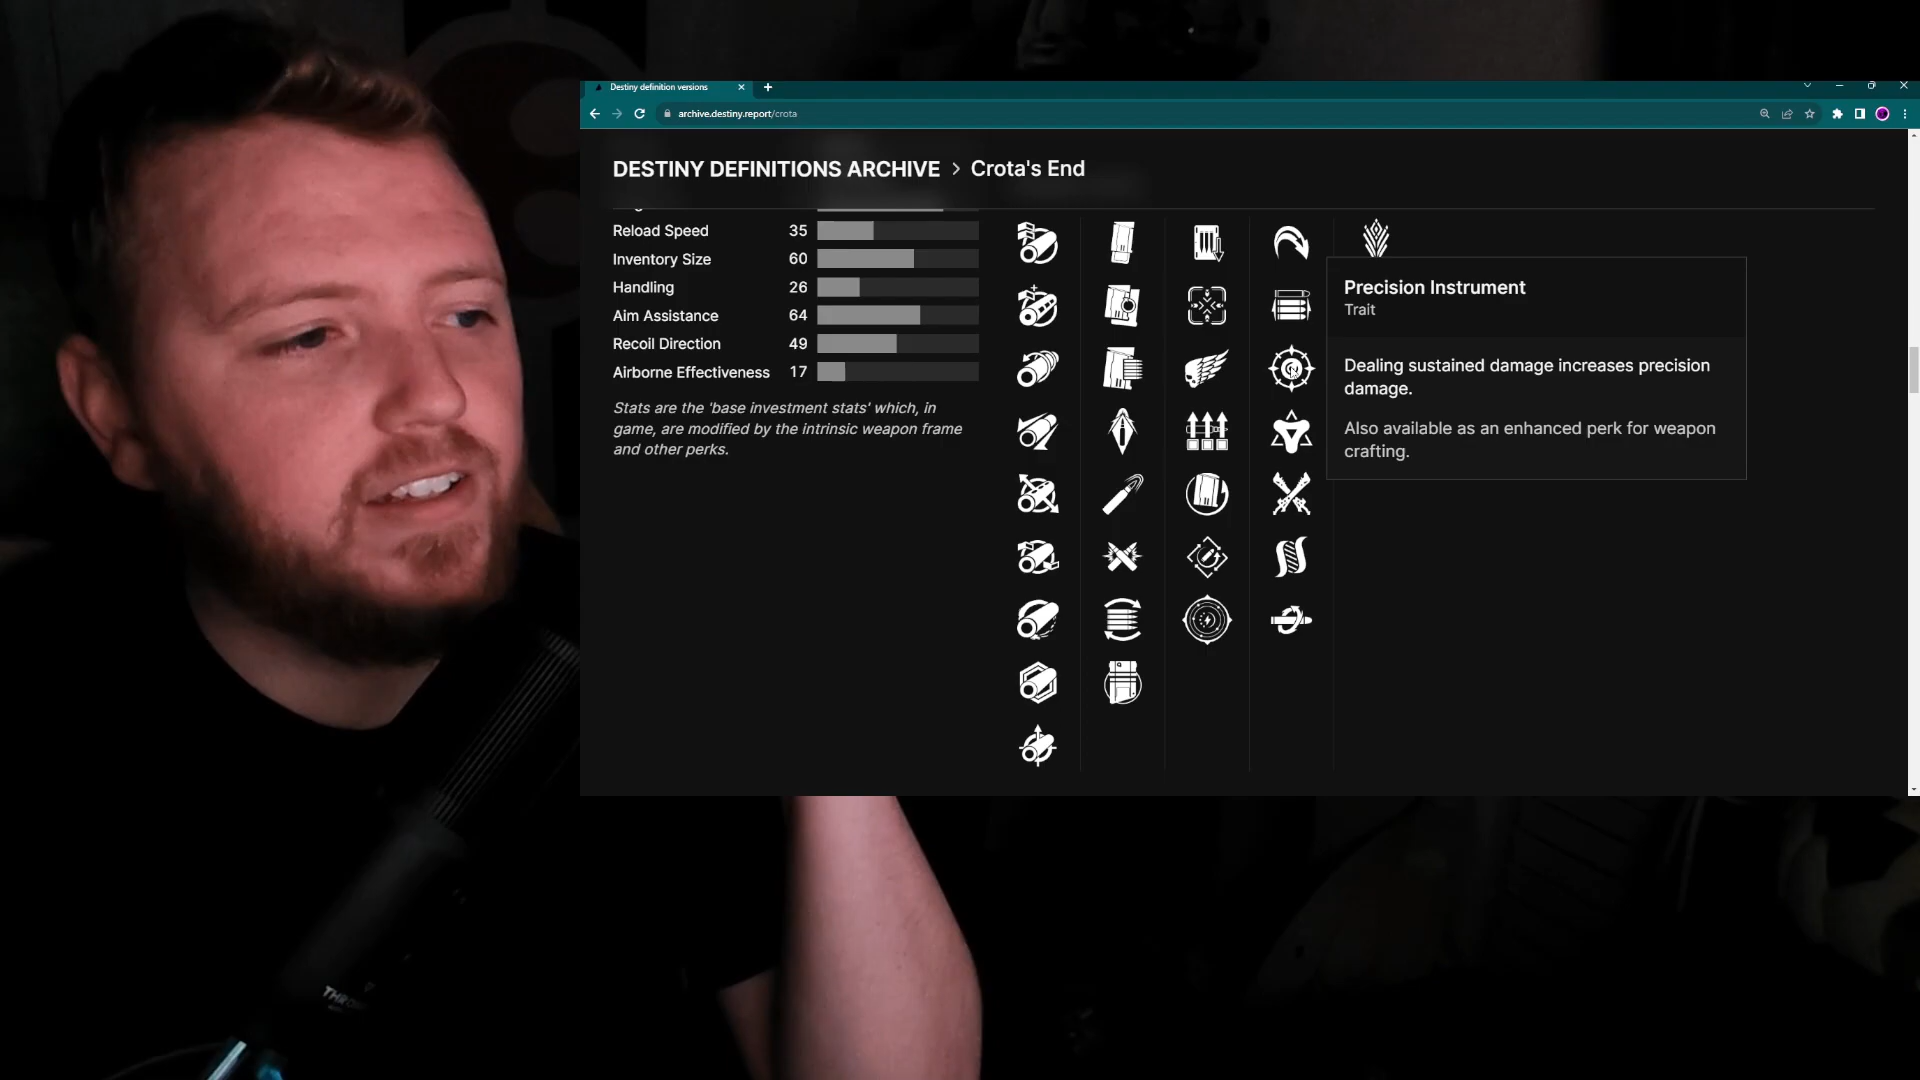 Destiny definition versions
archive.destiny.report/crota
DESTINY DEFINITIONS ARCHIVE > Crota's End
Reload Speed 35
Inventory Size 60
Handling 26
Aim Assistance 64
Recoil Direction 49
Airborne Effectiveness 17
Stats are the 'base investment stats' which, in
game, are modified by the intrinsic weapon frame
and other perks.
Precision Instrument
Trait
Dealing sustained damage increases precision
damage.
Also available as an enhanced perk for weapon
crafting.